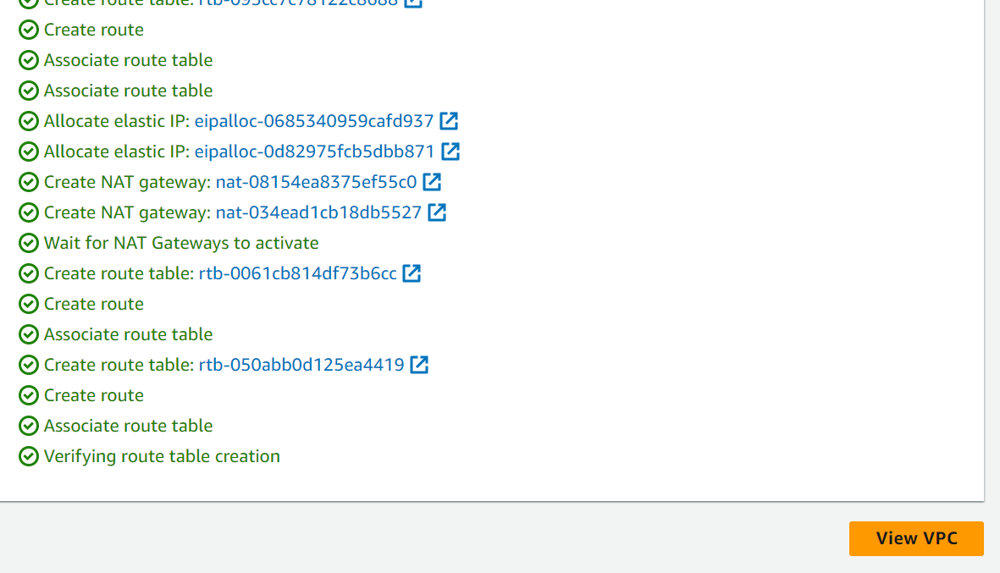 Create route table:
Create route
Associate route table
Associate route table
Allocate elastic IP: eipalloc-0685340959cafd937
Allocate elastic IP: eipalloc-0d82975fcb5dbb871
Create NAT gateway: nat-08154ea8375ef55c0
Create NAT gateway: nat-034ead1cb18db5527
Wait for NAT Gateways to activate
Create route table: rtb-0061cb814df73b6cc
Create route
Associate route table
Create route table: rtb-050abb0d125ea4419
Create route
Associate route table
Verifying route table creation
View VPC